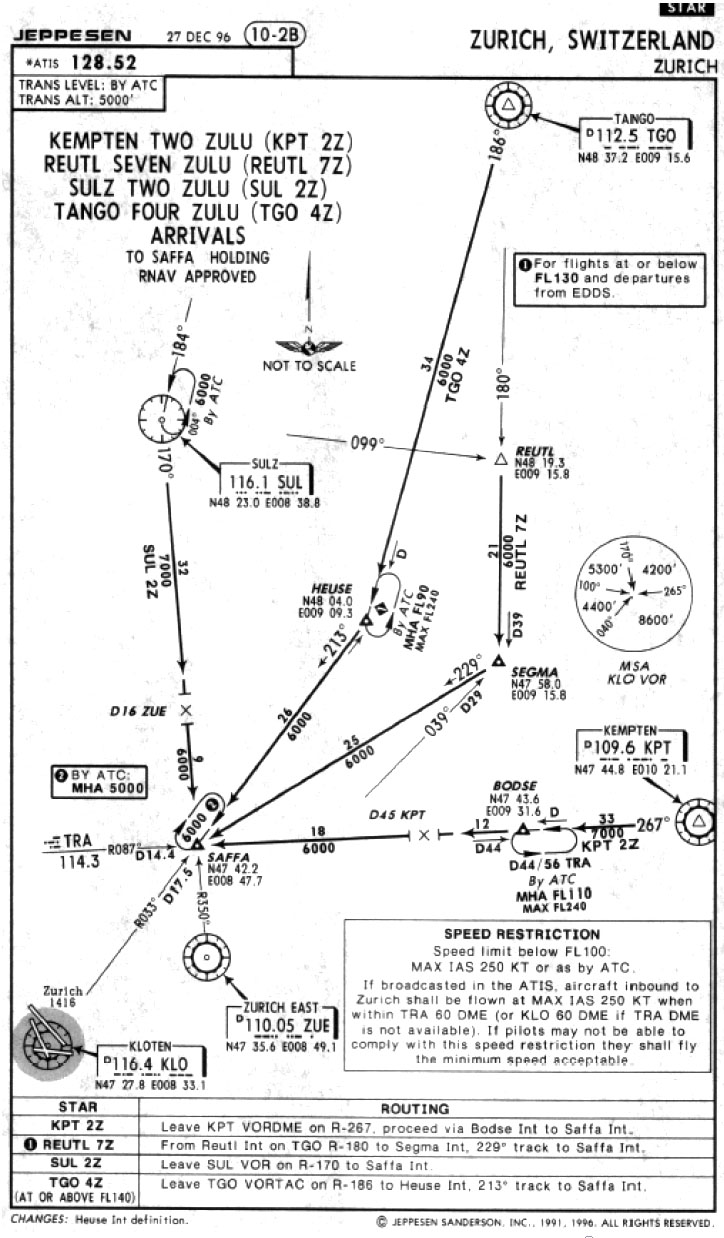 STAR
JEPPESEN 27 DEC 96 (10-2B)
ZURICH, SWITZERLAND
ZURICH
*ATIS 128.52
TRANS LEVEL: BY ATC
TRANS ALT: 5000'
KEMPTEN TWO ZULU (KPT 2Z)
REUTL SEVEN ZULU (REUTL 7Z)
SULZ TWO ZULU (SUL 2Z)
TANGO FOUR ZULU (TGO 4Z)
ARRIVALS
TO SAFFA HOLDING
RNAV APPROVED
TANGO
D 112.5 TGO
N48 37.2 E009 15.6
186°
1 For flights at or below
FL130 and departures
from EDDS.
N
NOT TO SCALE
184°
6000
By ATC
004°
170°
SULZ
116.1 SUL
N48 23.0 E008 38.8
34
6000
TGO 4Z
180°
099°
REUTL
N48 19.3
E009 15.8
21
6000
REUTL 7Z
D39
32
7000
SUL 2Z
HEUSE
N48 04.0
E009 09.3
D
By ATC
MHA FL90
MAX FL240
213°
26
6000
5300' 4200'
4400' 8600'
170°
100°
265°
040°
MSA
KLO VOR
229°
SEGMA
N47 58.0
E009 15.8
039°
D29
25
6000
D16 ZUE
9
6000
2 BY ATC:
MHA 5000
6000
2
KEMPTEN
D 109.6 KPT
N47 44.8 E010 21.1
BODSE
N47 43.6
E009 31.6
D
33
7000
KPT 2Z
267°
12
D44
D45 KPT
18
6000
D44/56 TRA
By ATC
MHA FL110
MAX FL240
TRA
114.3
R087°
D14.4
SAFFA
N47 42.2
E008 47.7
R033°
D17.5
R350°
Zurich
1416
ZURICH EAST
D 110.05 ZUE
N47 35.6 E008 49.1
KLOTEN
D 116.4 KLO
N47 27.8 E008 33.1
SPEED RESTRICTION
Speed limit below FL100:
MAX IAS 250 KT or as by ATC.
If broadcasted in the ATIS, aircraft inbound to
Zurich shall be flown at MAX IAS 250 KT when
within TRA 60 DME (or KLO 60 DME if TRA DME
is not available). If pilots may not be able to
comply with this speed restriction they shall fly
the minimum speed acceptable.
STAR ROUTING
KPT 2Z Leave KPT VORDME on R-267, proceed via Bodse Int to Saffa Int.
1 REUTL 7Z From Reutl Int on TGO R-180 to Segma Int, 229° track to Saffa Int.
SUL 2Z Leave SUL VOR on R-170 to Saffa Int.
TGO 4Z Leave TGO VORTAC on R-186 to Heuse Int, 213° track to Saffa Int.
(AT OR ABOVE FL140)
CHANGES: Heuse Int definition.
© JEPPESEN SANDERSON, INC., 1991, 1996. ALL RIGHTS RESERVED.